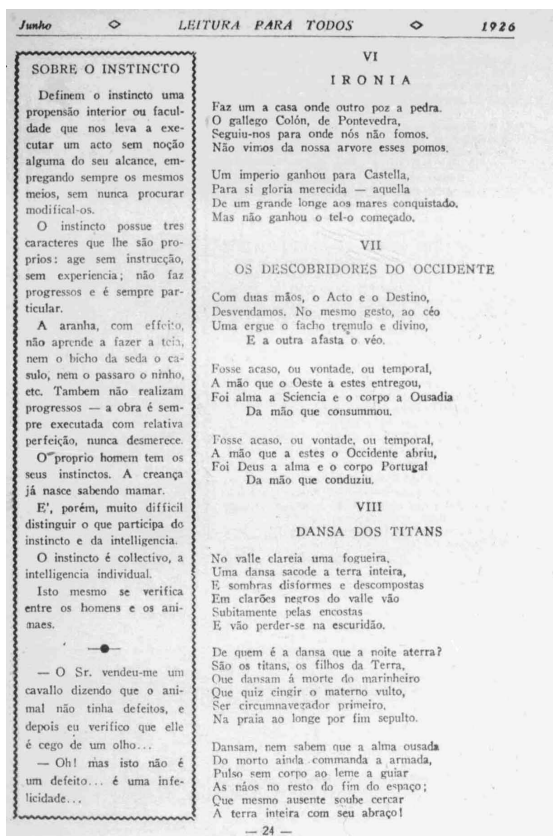 Junho ◇ LEITURA PARA TODOS ◇ 1926
SOBRE O INSTINCTO
Definem o instincto uma
propensão interior ou facul-
dade que nos leva a exe-
cutar um acto sem noção
alguma do seu alcance, em-
pregando sempre os mesmos
meios, sem nunca procurar
modifical-os.
O instincto possue tres
caracteres que lhe são pro-
prios: age sem instrucção,
sem experiencia; não faz
progressos e é sempre par-
ticular.
A aranha, com effeito,
não aprende a fazer a teia,
nem o bicho da seda o ca-
sulo, nem o passaro o ninho,
etc. Tambem não realizam
progressos — a obra é sem-
pre executada com relativa
perfeição, nunca desmerece.
O proprio homem tem os
seus instinctos. A creança
já nasce sabendo mamar.
E', porém, muito difficil
distinguir o que participa do
instincto e da intelligencia.
O instincto é collectivo, a
intelligencia individual.
Isto mesmo se verifica
entre os homens e os ani-
maes.
— O Sr. vendeu-me um
cavallo dizendo que o ani-
mal não tinha defeitos, e
depois eu verifico que elle
é cego de um olho...
— Oh! mas isto não é
um defeito... é uma infe-
licidade...
VI
IRONIA
Faz um a casa onde outro poz a pedra.
O gallego Colón, de Pontevedra,
Seguiu-nos para onde nós não fomos.
Não vimos da nossa arvore esses pomos.
Um imperio ganhou para Castella,
Para si gloria merecida — aquella
De um grande longe aos mares conquistado.
Mas não ganhou o tel-o começado.
VII
OS DESCOBRIDORES DO OCCIDENTE
Com duas mãos, o Acto e o Destino,
Desvendamos. No mesmo gesto, ao céo
Uma ergue o facho tremulo e divino,
E a outra afasta o véo.
Fosse acaso, ou vontade, ou temporal,
A mão que o Oeste a estes entregou,
Foi alma a Sciencia e o corpo a Ousadia
Da mão que consummou.
Fosse acaso, ou vontade, ou temporal,
A mão que a estes o Occidente abriu,
Foi Deus a alma e o corpo Portugal
Da mão que conduziu.
VIII
DANSA DOS TITANS
No valle clareia uma fogueira,
Uma dansa sacode a terra inteira,
E sombras disformes e descompostas
Em clarões negros do valle vão
Subitamente pelas encostas
E vão perder-se na escuridão.
De quem é a dansa que a noite aterra?
São os titans, os filhos da Terra,
Que dansam á morte do marinheiro
Que quiz cingir o materno vulto,
Ser circumnavegador primeiro,
Na praia ao longe por fim sepulto.
Dansam, nem sabem que a alma ousada
Do morto ainda commanda a armada,
Pulso sem corpo ao leme a guiar
As náos no resto do fim do espaço;
Que mesmo ausente soube cercar
A terra inteira com seu abraço!
— 24 —